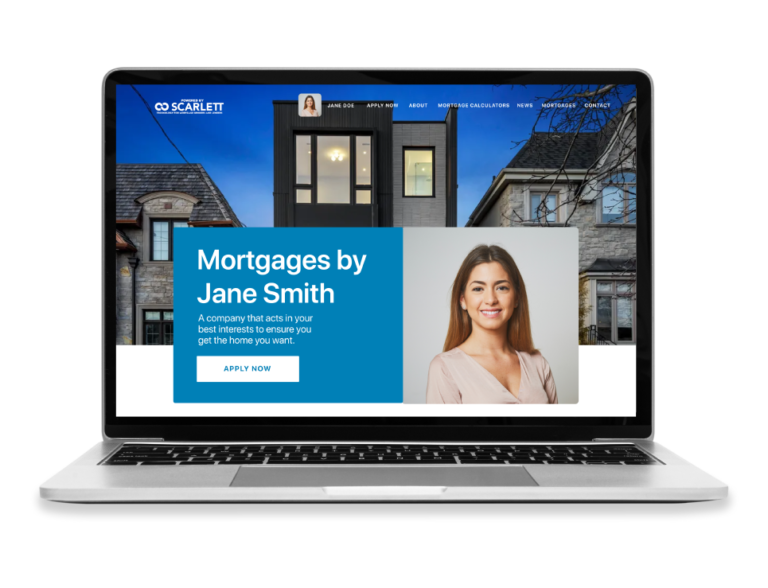 POWERED BY
SCARLETT
JANE DOE APPLY NOW ABOUT MORTGAGE CALCULATORS NEWS MORTGAGES CONTACT
Mortgages by
Jane Smith
A company that acts in your
best interests to ensure you
get the home you want.
APPLY NOW